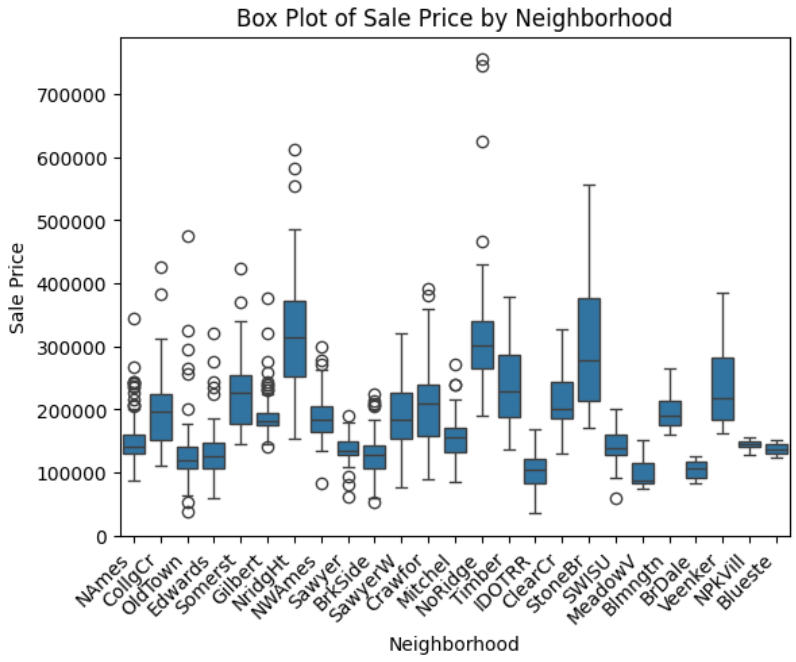 Box Plot of Sale Price by Neighborhood
Sale Price
700000
600000
500000
400000
300000
200000
100000
0
NAmes
CollgCr
OldTown
Edwards
Somerst
Gilbert
NridgHt
NWAmes
Sawyer
BrkSide
SawyerW
Crawfor
Mitchel
NoRidge
Timber
IDOTRR
ClearCr
StoneBr
SWISU
MeadowV
Blmngtn
BrDale
Veenker
NPkVill
Blueste
Neighborhood